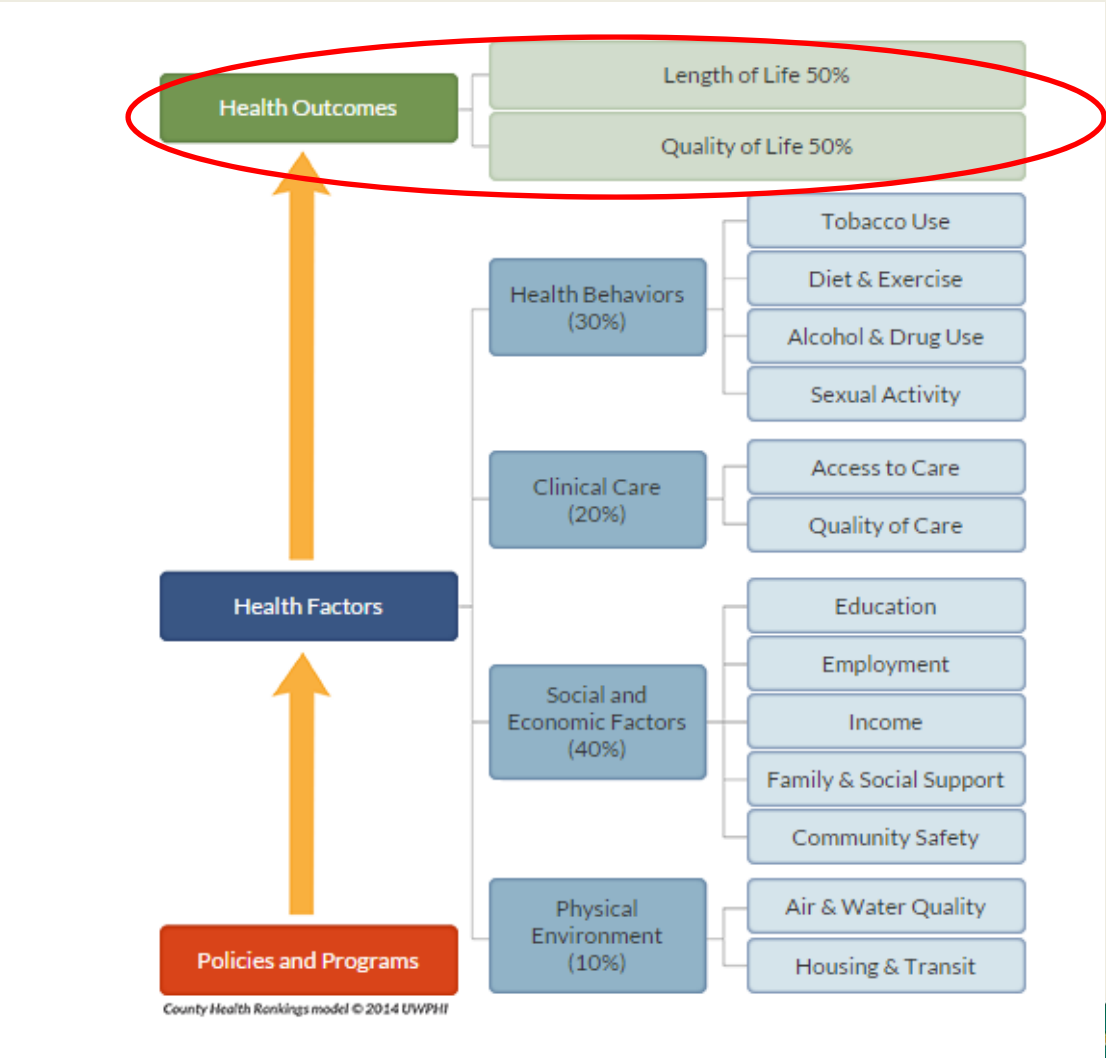 Health Outcomes
Length of Life 50%
Quality of Life 50%
Health Factors
Health Behaviors
(30%)
Tobacco Use
Diet & Exercise
Alcohol & Drug Use
Sexual Activity
Clinical Care
(20%)
Access to Care
Quality of Care
Social and
Economic Factors
(40%)
Education
Employment
Income
Family & Social Support
Community Safety
Physical
Environment
(10%)
Air & Water Quality
Housing & Transit
Policies and Programs
County Health Rankings model © 2014 UWPHI